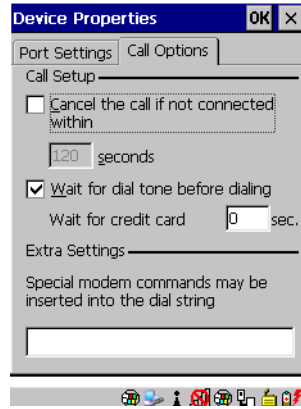 Device Properties OK ×
Port Settings Call Options
Call Setup
Cancel the call if not connected
within
120 seconds
Wait for dial tone before dialing
Wait for credit card 0 sec.
Extra Settings
Special modem commands may be
inserted into the dial string